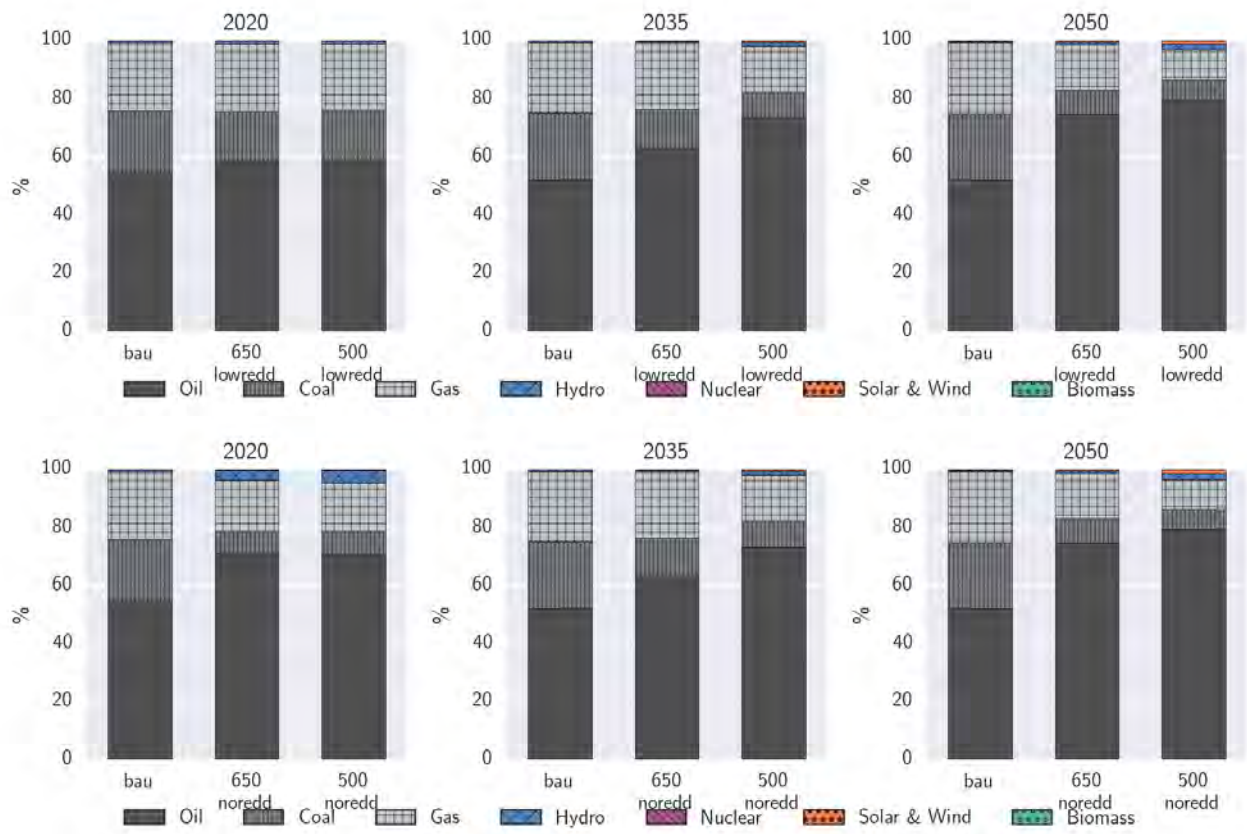 2020 2035 2050
100 100 100
80 80 80
60 60 60
% % %
40 40 40
20 20 20
0 0 0
bau 650 500 bau 650 500 bau 650 500
lowredd lowredd lowredd lowredd lowredd lowredd
Oil Coal Gas Hydro Nuclear Solar & Wind Biomass
2020 2035 2050
100 100 100
80 80 80
60 60 60
% % %
40 40 40
20 20 20
0 0 0
bau 650 500 bau 650 500 bau 650 500
noredd noredd noredd noredd noredd noredd
Oil Coal Gas Hydro Nuclear Solar & Wind Biomass